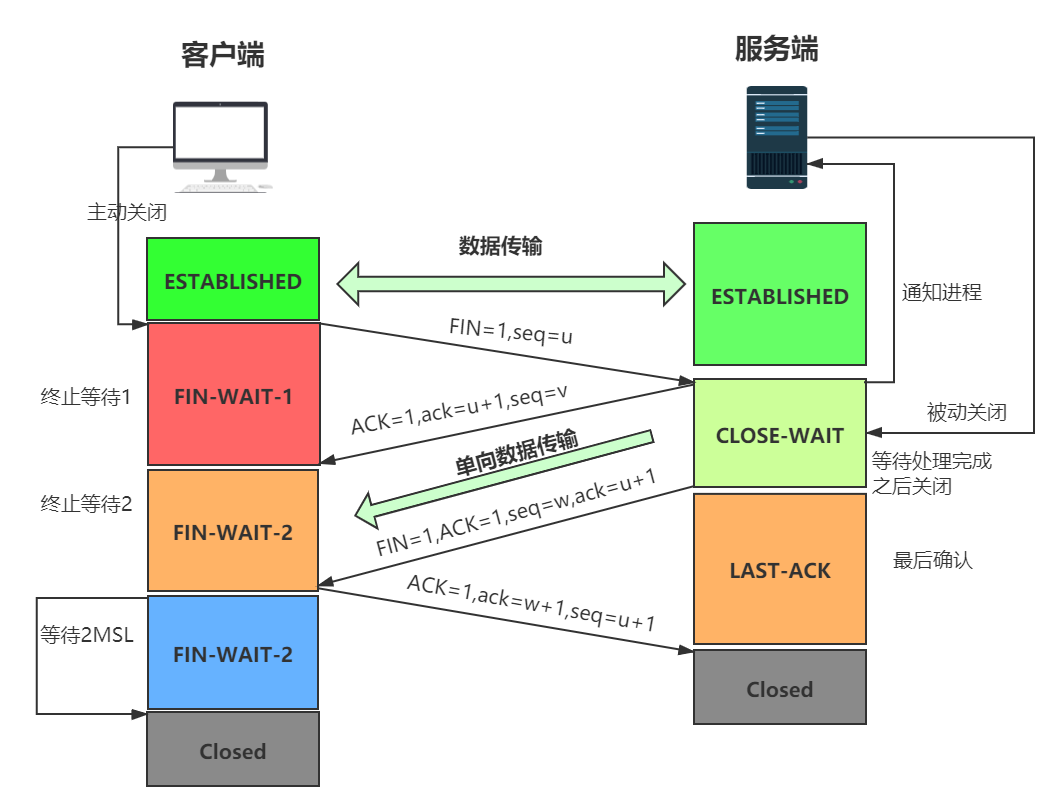 客户端
服务端
主动关闭
数据传输
ESTABLISHED
ESTABLISHED
通知进程
FIN=1,seq=u
终止等待1
FIN-WAIT-1
ACK=1,ack=u+1,seq=v
被动关闭
CLOSE-WAIT
单向数据传输
等待处理完成
之后关闭
终止等待2
FIN-WAIT-2
FIN=1,ACK=1,seq=w,ack=u+1
LAST-ACK
最后确认
ACK=1,ack=w+1,seq=u+1
等待2MSL
FIN-WAIT-2
Closed
Closed